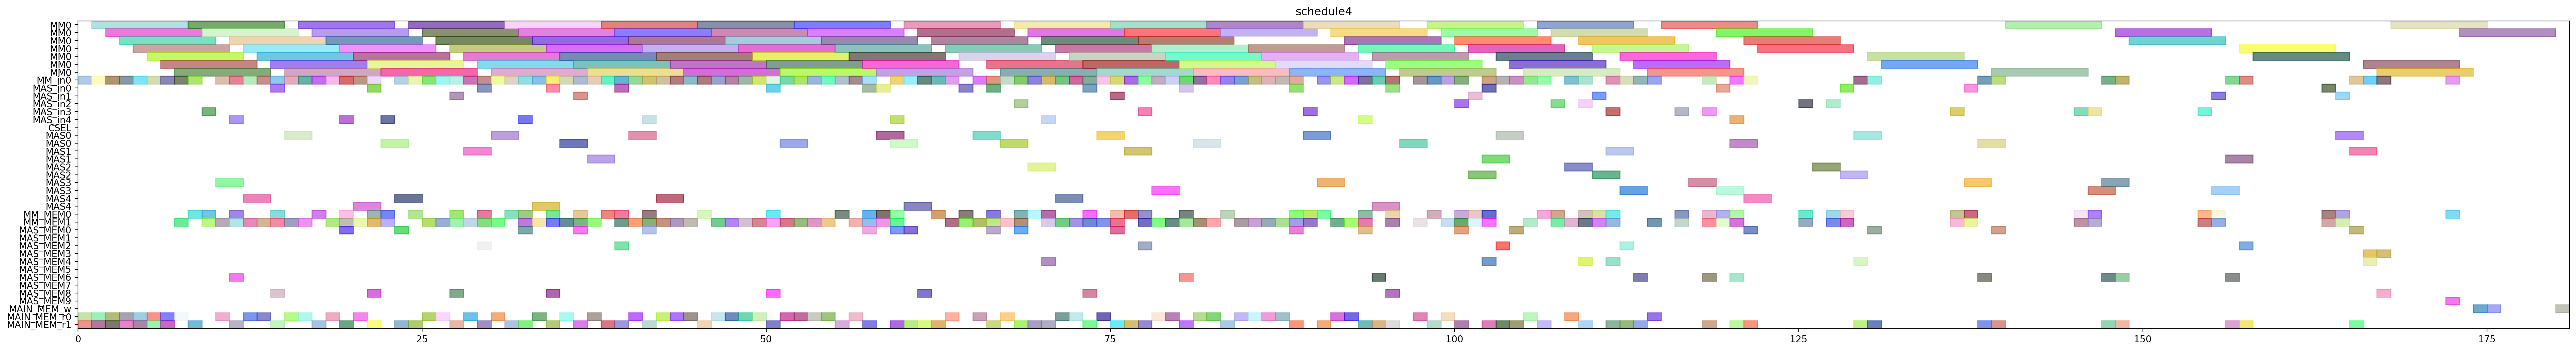 schedule4
MM0
MM0
MM0
MM0
MM0
MM0
MM0
MM_in0
MAS_in0
MAS_in1
MAS_in2
MAS_in3
MAS_in4
CSEL
MAS0
MAS0
MAS1
MAS1
MAS2
MAS2
MAS3
MAS3
MAS4
MAS4
MM_MEM0
MM_MEM1
MAS_MEM0
MAS_MEM1
MAS_MEM2
MAS_MEM3
MAS_MEM4
MAS_MEM5
MAS_MEM6
MAS_MEM7
MAS_MEM8
MAS_MEM9
MAIN_MEM_w
MAIN_MEM_r0
MAIN_MEM_r1
0 25 50 75 100 125 150 175